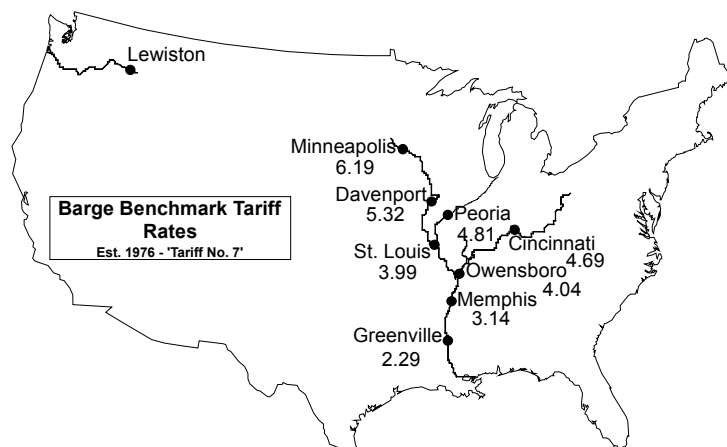 Lewiston
Minneapolis
6.19
Davenport
5.32
Barge Benchmark Tariff
Rates
Est. 1976 - 'Tariff No. 7'
Peoria
4.81
Cincinnati
4.69
St. Louis
3.99
Owensboro
4.04
Memphis
3.14
Greenville
2.29